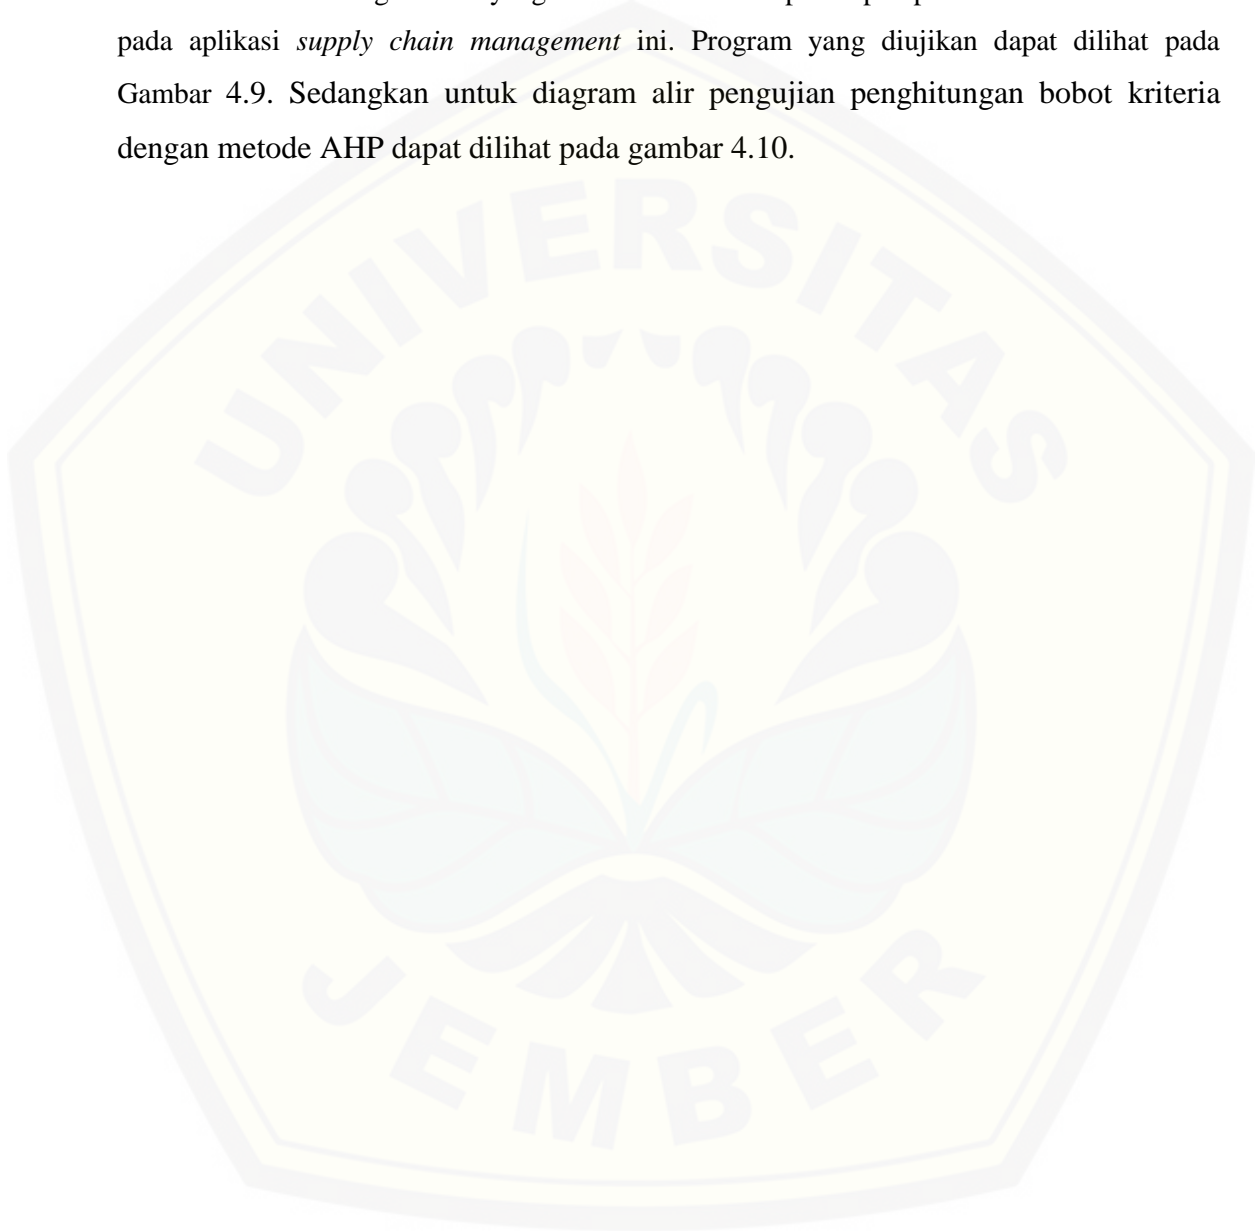 pada aplikasi supply chain management ini. Program yang diujikan dapat dilihat pada
Gambar 4.9. Sedangkan untuk diagram alir pengujian penghitungan bobot kriteria
dengan metode AHP dapat dilihat pada gambar 4.10.
UNIVERSITAS
JEMBER